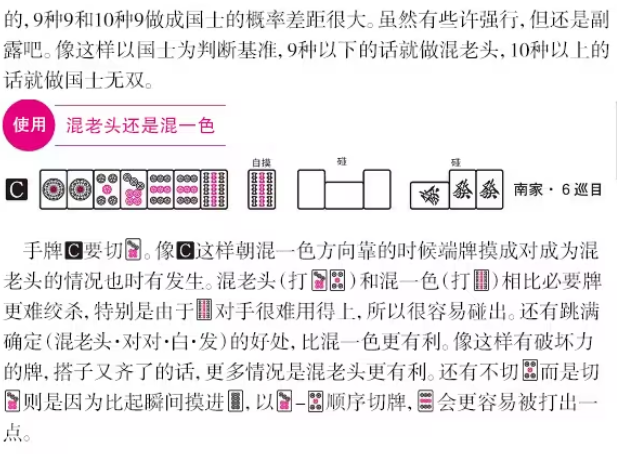 的,9种9和10种9做成国士的概率差距很大。虽然有些许强行,但还是副
露吧。像这样以国士为判断基准,9种以下的话就做混老头,10种以上的
话就做国士无双。
使用 混老头还是混一色
自摸 碰 碰
C 發 發 發 南家·6巡目
手牌C要切。像C这样朝混一色方向靠的时候端牌摸成对成为混
老头的情况也时有发生。混老头(打)和混一色(打)相比必要牌
更难绞杀,特别是由于对手很难用得上,所以很容易碰出。还有跳满
确定(混老头·对对·白·发)的好处,比混一色更有利。像这样有破坏力
的牌,搭子又齐了的话,更多情况是混老头更有利。还有不切而是切
则是因为比起瞬间摸进,以-顺序切牌,会更容易被打出一
点。